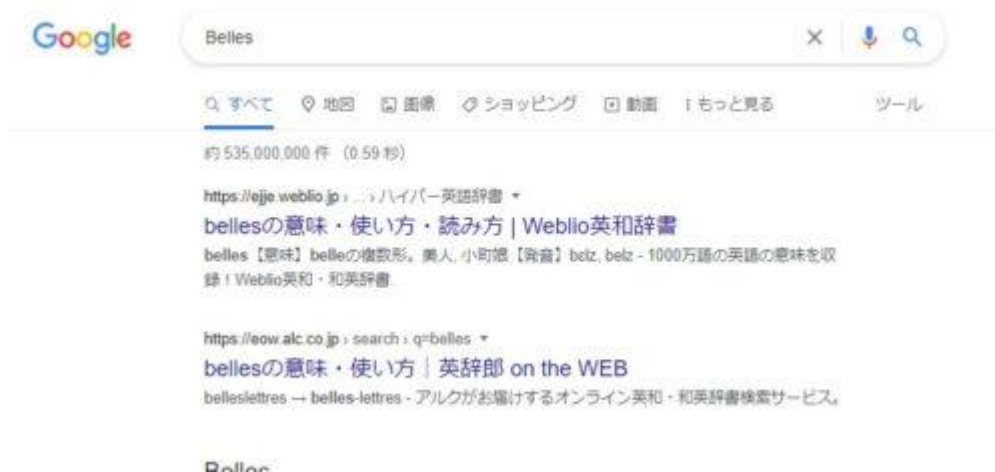 Google
Belles
すべて 地図 画像 ショッピング 動画 もっと見る ツール
約 535,000,000 件 (0.59 秒)
https://ejje.weblio.jp › ... › ハイパー英語辞書
bellesの意味・使い方・読み方 | Weblio英和辞書
belles【意味】belleの複数形。美人, 小町娘【発音】bélz, belz - 1000万語の英語の意味を収
録！Weblio英和・和英辞書
https://eow.alc.co.jp › search › q=belles
bellesの意味・使い方｜英辞郎 on the WEB
belleslettres → belles-lettres - アルクがお届けするオンライン英和・和英辞書検索サービス。
Belles